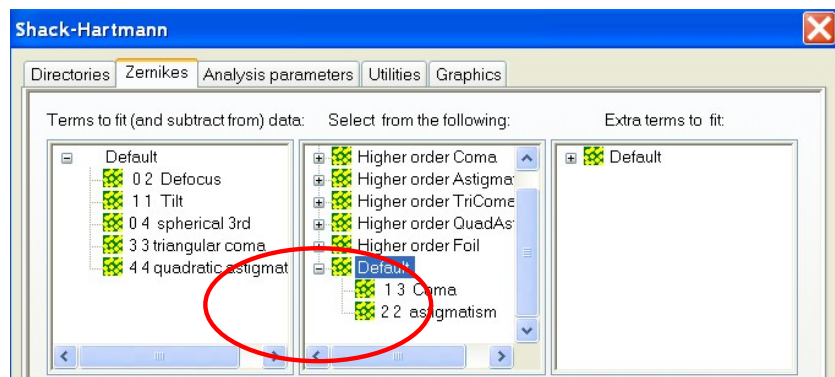 Shack-Hartmann
Directories Zernikes Analysis parameters Utilities Graphics
Terms to fit (and subtract from) data: Select from the following: Extra terms to fit:
Default
0 2 Defocus
1 1 Tilt
0 4 spherical 3rd
3 3 triangular coma
4 4 quadratic astigmat
Higher order Coma
Higher order Astigma
Higher order TriComa
Higher order QuadAs
Higher order Foil
Default
1 3 Coma
2 2 astigmatism
Default